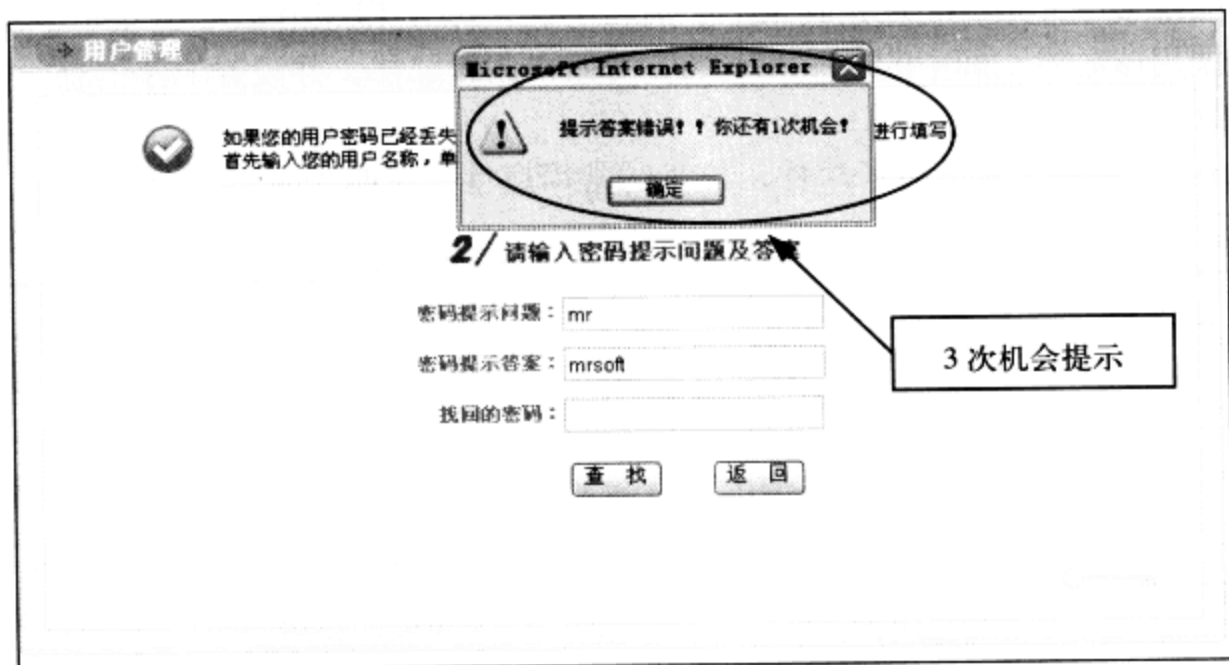 用户管理
Microsoft Internet Explorer
提示答案错误!!你还有1次机会!
确定
如果您的用户密码已经丢失
进行填写
首先输入您的用户名称，单
2/ 请输入密码提示问题及答案
密码提示问题：mr
密码提示答案：mrsoft
找回的密码：
查 找
返 回
3 次机会提示